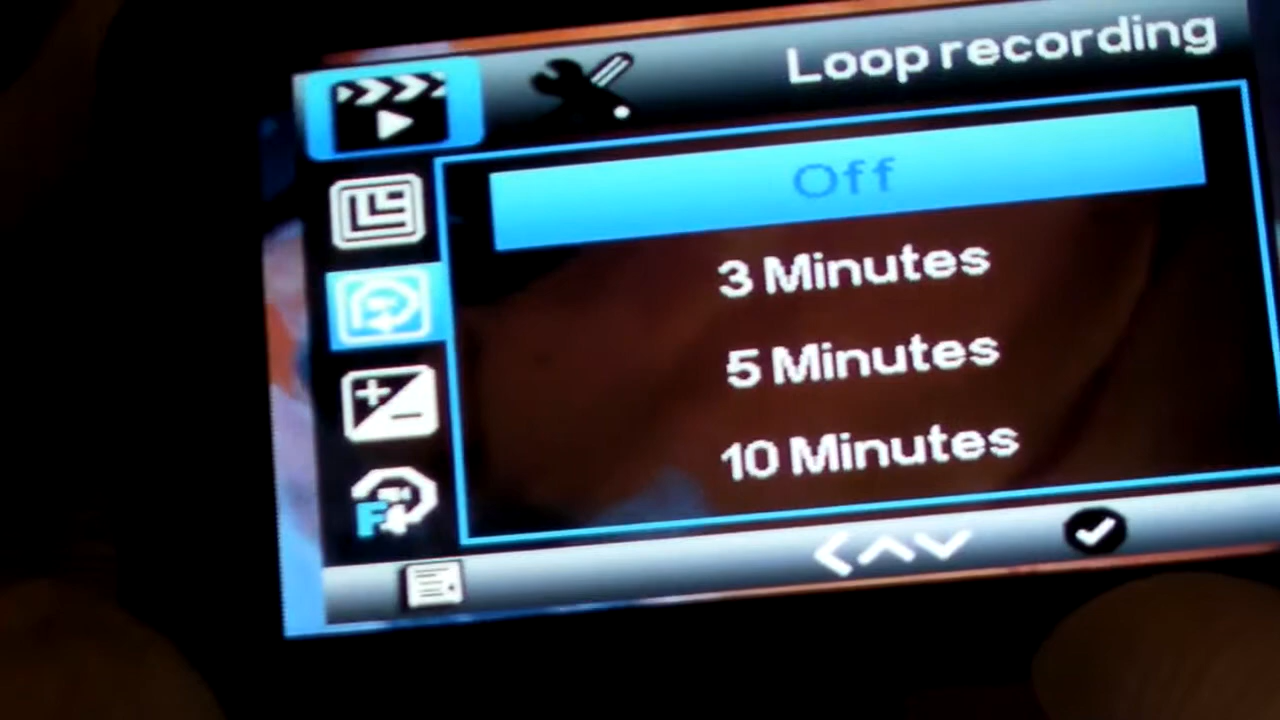 Loop recording
Off
3 Minutes
5 Minutes
10 Minutes